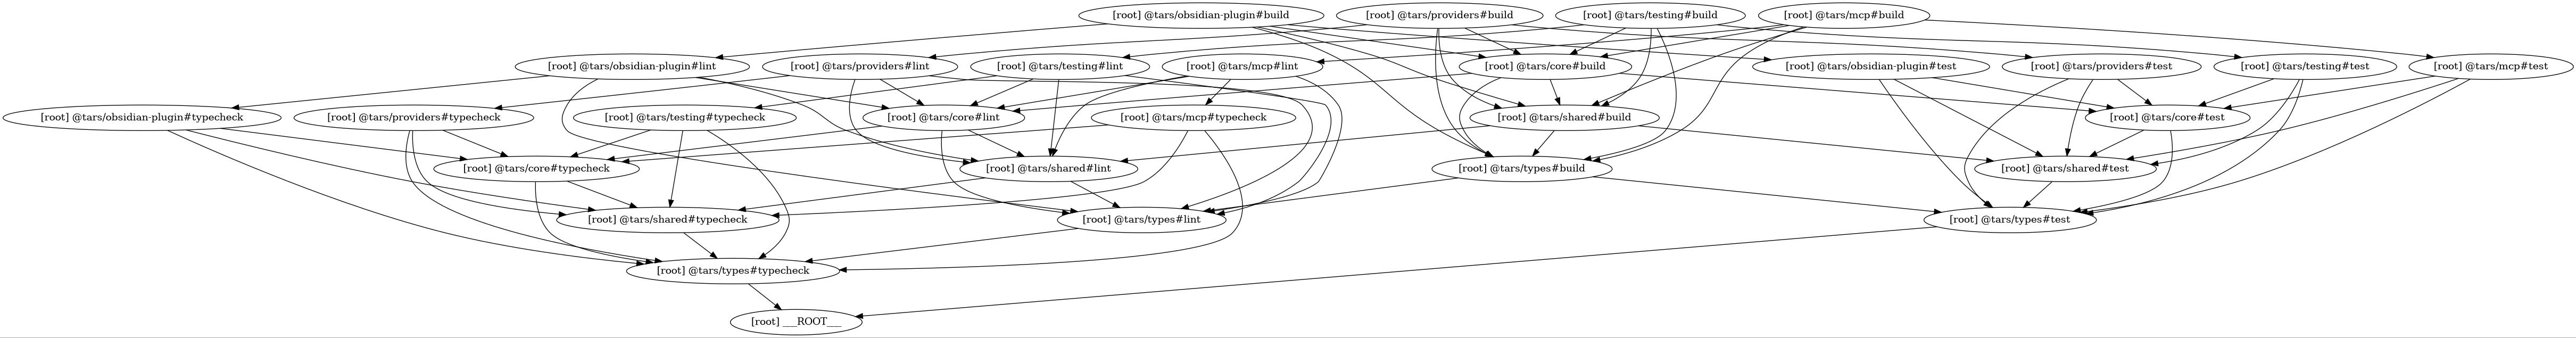 [root] @tars/obsidian-plugin#build
[root] @tars/providers#build
[root] @tars/testing#build
[root] @tars/mcp#build
[root] @tars/obsidian-plugin#lint
[root] @tars/providers#lint
[root] @tars/testing#lint
[root] @tars/mcp#lint
[root] @tars/core#build
[root] @tars/obsidian-plugin#test
[root] @tars/providers#test
[root] @tars/testing#test
[root] @tars/mcp#test
[root] @tars/obsidian-plugin#typecheck
[root] @tars/providers#typecheck
[root] @tars/testing#typecheck
[root] @tars/core#lint
[root] @tars/mcp#typecheck
[root] @tars/shared#build
[root] @tars/core#test
[root] @tars/core#typecheck
[root] @tars/shared#lint
[root] @tars/types#build
[root] @tars/shared#test
[root] @tars/shared#typecheck
[root] @tars/types#lint
[root] @tars/types#test
[root] @tars/types#typecheck
[root] ___ROOT___